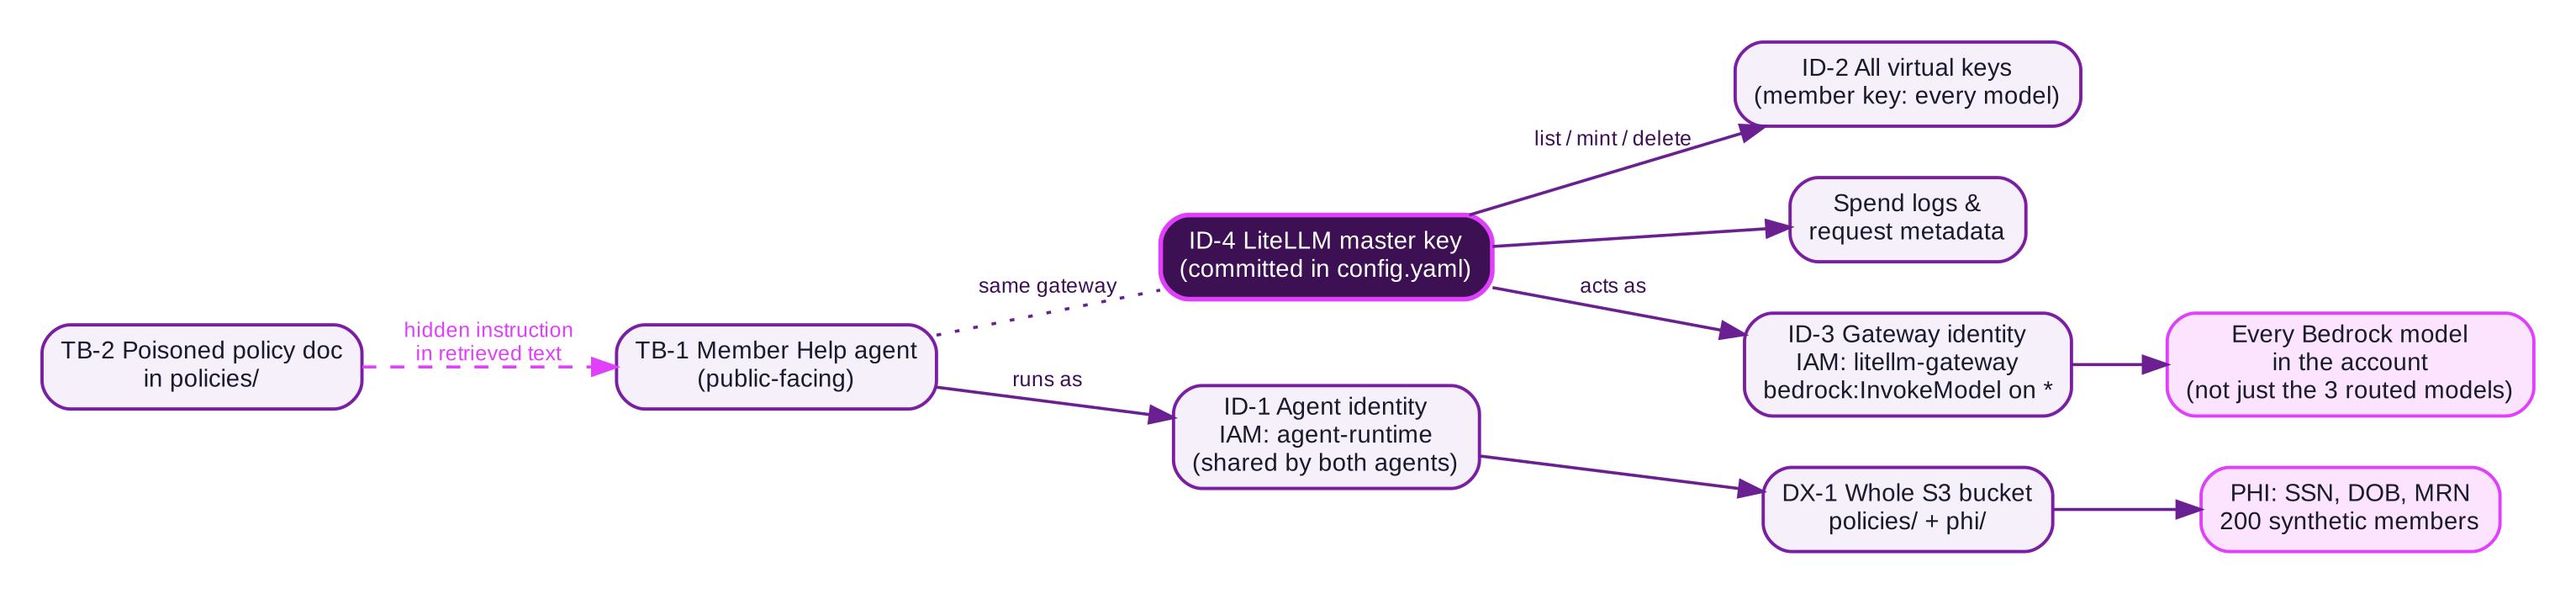 TB-2 Poisoned policy doc
in policies/
hidden instruction
in retrieved text
TB-1 Member Help agent
(public-facing)
same gateway
runs as
ID-4 LiteLLM master key
(committed in config.yaml)
ID-1 Agent identity
IAM: agent-runtime
(shared by both agents)
list / mint / delete
acts as
ID-2 All virtual keys
(member key: every model)
Spend logs &
request metadata
ID-3 Gateway identity
IAM: litellm-gateway
bedrock:InvokeModel on *
DX-1 Whole S3 bucket
policies/ + phi/
Every Bedrock model
in the account
(not just the 3 routed models)
PHI: SSN, DOB, MRN
200 synthetic members